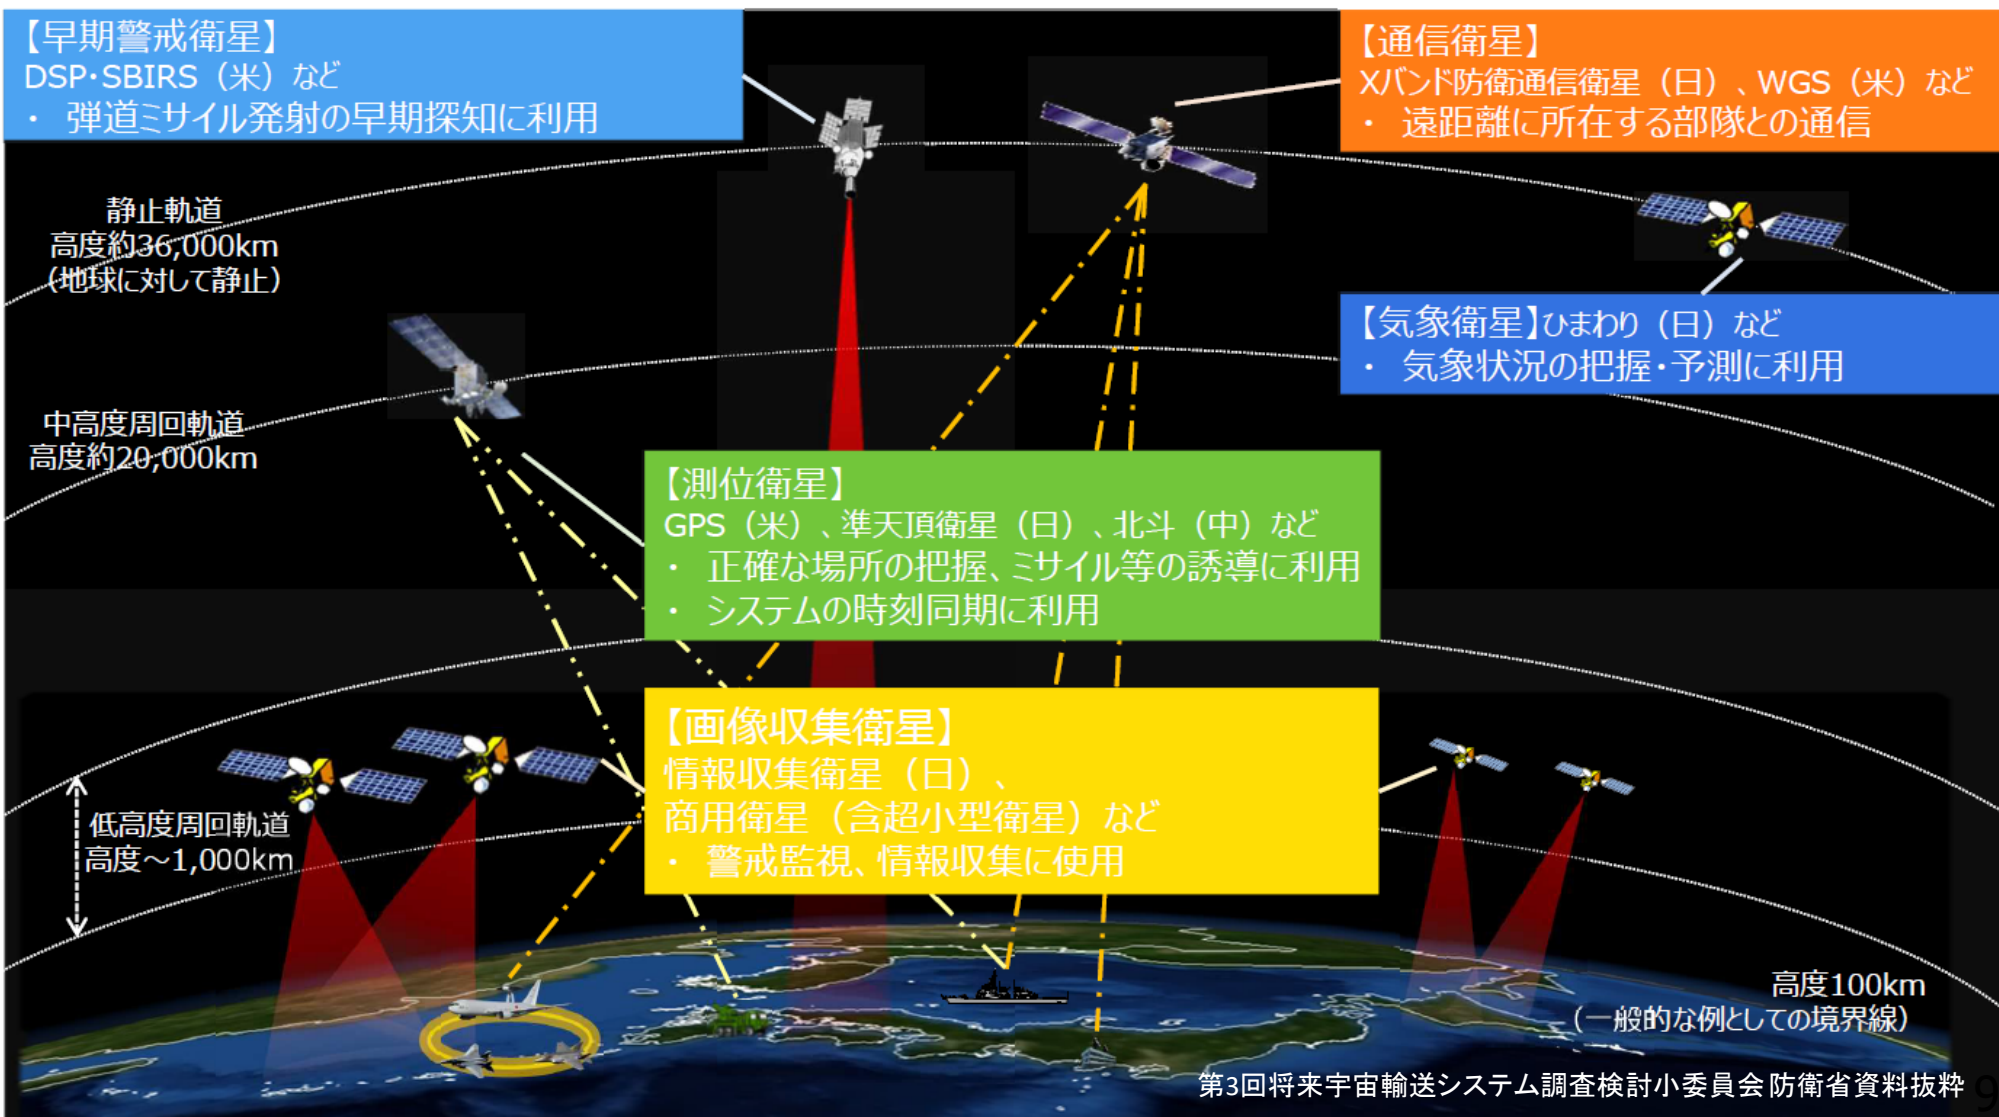 【早期警戒衛星】
DSP・SBIRS（米）など
・ 弾道ミサイル発射の早期探知に利用
【通信衛星】
Xバンド防衛通信衛星（日）、WGS（米）など
・ 遠距離に所在する部隊との通信
静止軌道
高度約36,000km
（地球に対して静止）
【気象衛星】ひまわり（日）など
・ 気象状況の把握・予測に利用
中高度周回軌道
高度約20,000km
【測位衛星】
GPS（米）、準天頂衛星（日）、北斗（中）など
・ 正確な場所の把握、ミサイル等の誘導に利用
・ システムの時刻同期に利用
【画像収集衛星】
情報収集衛星（日）、
商用衛星（含超小型衛星）など
・ 警戒監視、情報収集に使用
低高度周回軌道
高度～1,000km
高度100km
（一般的な例としての境界線）
第3回将来宇宙輸送システム調査検討小委員会防衛省資料抜粋
9